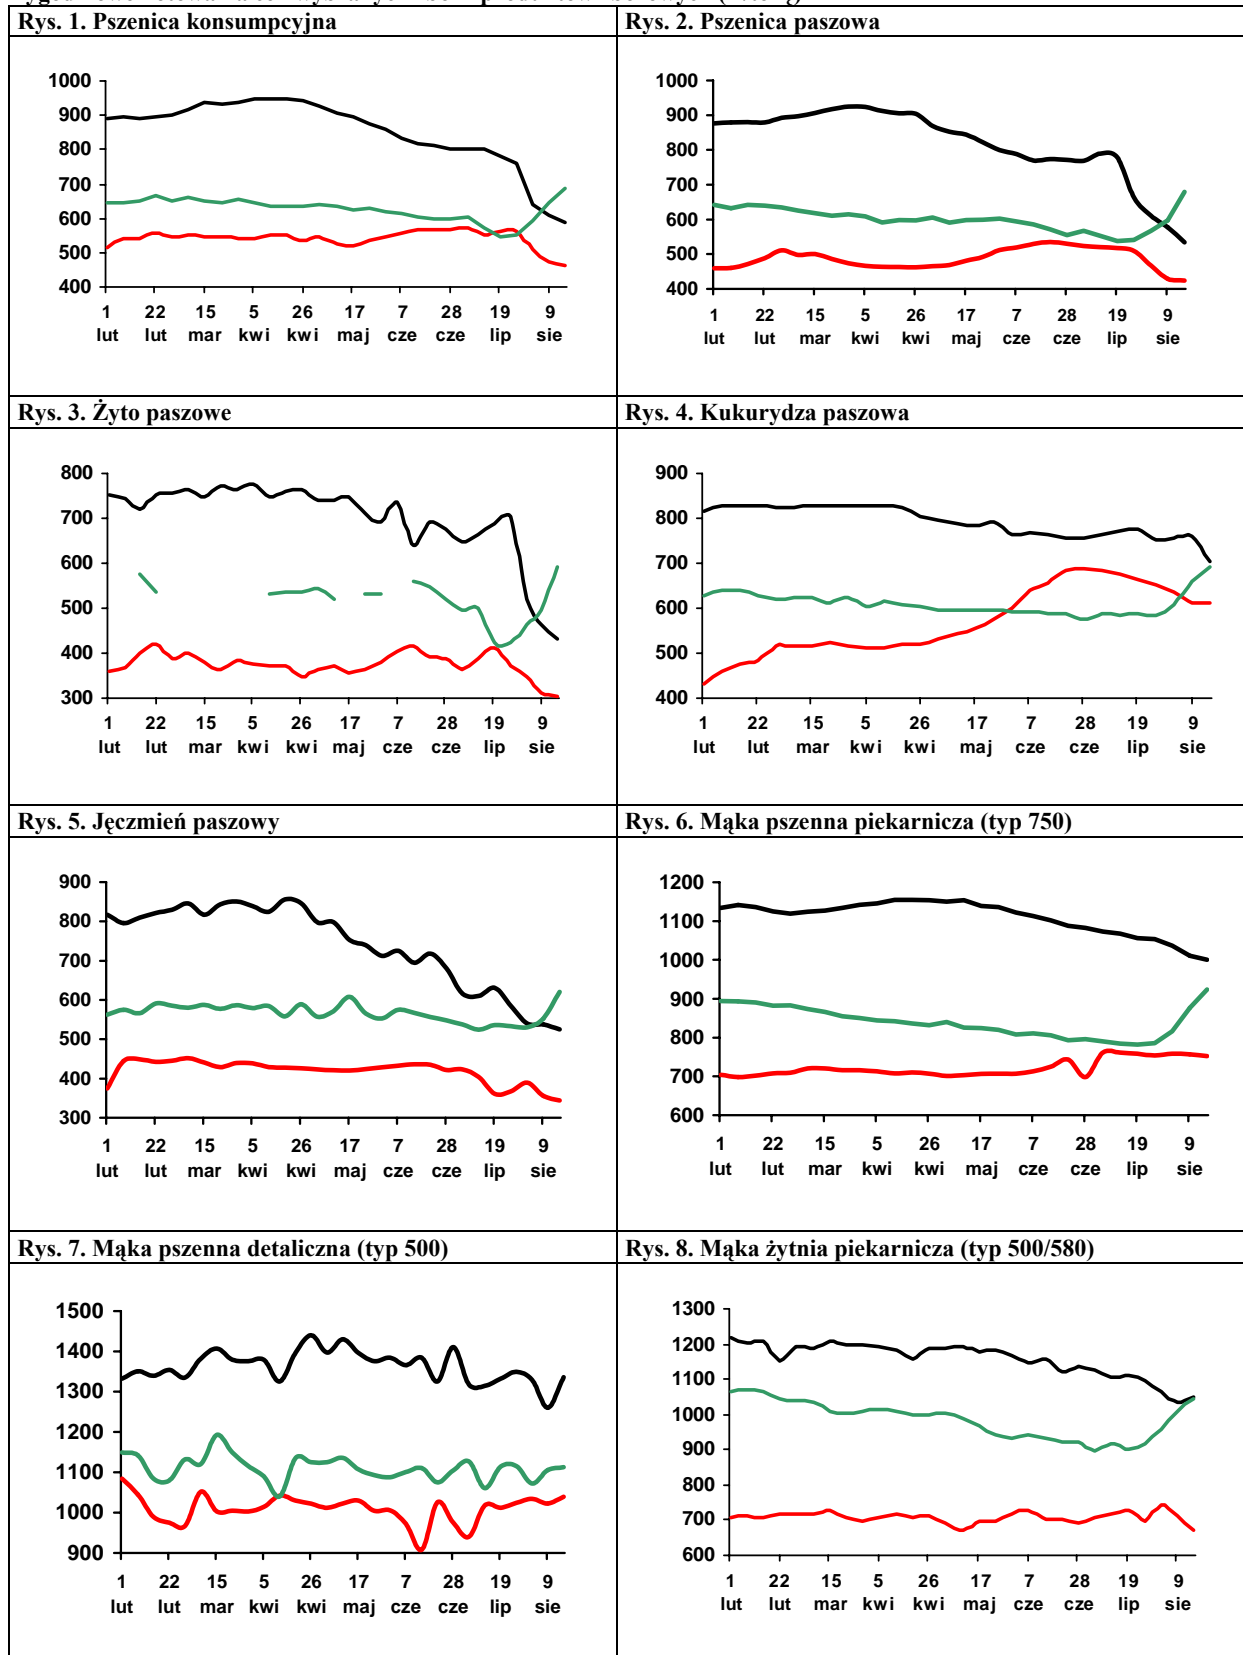 Rys. 1. Pszenica konsumpcyjna
1000
900
800
700
600
500
400
1 22 15 5 26 17 7 28 19 9
lut lut mar kwi kwi maj cze cze lip sie
Rys. 2. Pszenica paszowa
1000
900
800
700
600
500
400
1 22 15 5 26 17 7 28 19 9
lut lut mar kwi kwi maj cze cze lip sie
Rys. 3. Żyto paszowe
800
700
600
500
400
300
1 22 15 5 26 17 7 28 19 9
lut lut mar kwi kwi maj cze cze lip sie
Rys. 4. Kukurydza paszowa
900
800
700
600
500
400
1 22 15 5 26 17 7 28 19 9
lut lut mar kwi kwi maj cze cze lip sie
Rys. 5. Jęczmień paszowy
900
800
700
600
500
400
300
1 22 15 5 26 17 7 28 19 9
lut lut mar kwi kwi maj cze cze lip sie
Rys. 6. Mąka pszenna piekarnicza (typ 750)
1200
1100
1000
900
800
700
600
1 22 15 5 26 17 7 28 19 9
lut lut mar kwi kwi maj cze cze lip sie
Rys. 7. Mąka pszenna detaliczna (typ 500)
1500
1400
1300
1200
1100
1000
900
1 22 15 5 26 17 7 28 19 9
lut lut mar kwi kwi maj cze cze lip sie
Rys. 8. Mąka żytnia piekarnicza (typ 500/580)
1300
1200
1100
1000
900
800
700
600
1 22 15 5 26 17 7 28 19 9
lut lut mar kwi kwi maj cze cze lip sie